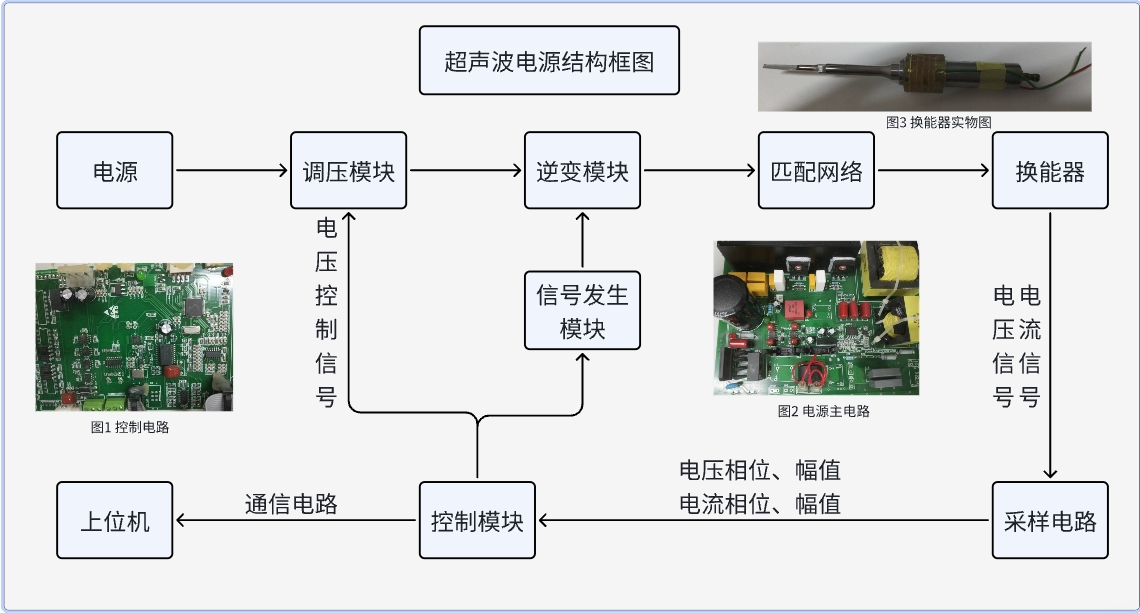 超声波电源结构框图
图3 换能器实物图
电源
调压模块
逆变模块
匹配网络
换能器
电压控制信号
信号发生
模块
电压信号
电流信号
图1 控制电路
图2 电源主电路
电压相位、幅值
电流相位、幅值
通信电路
上位机
控制模块
采样电路